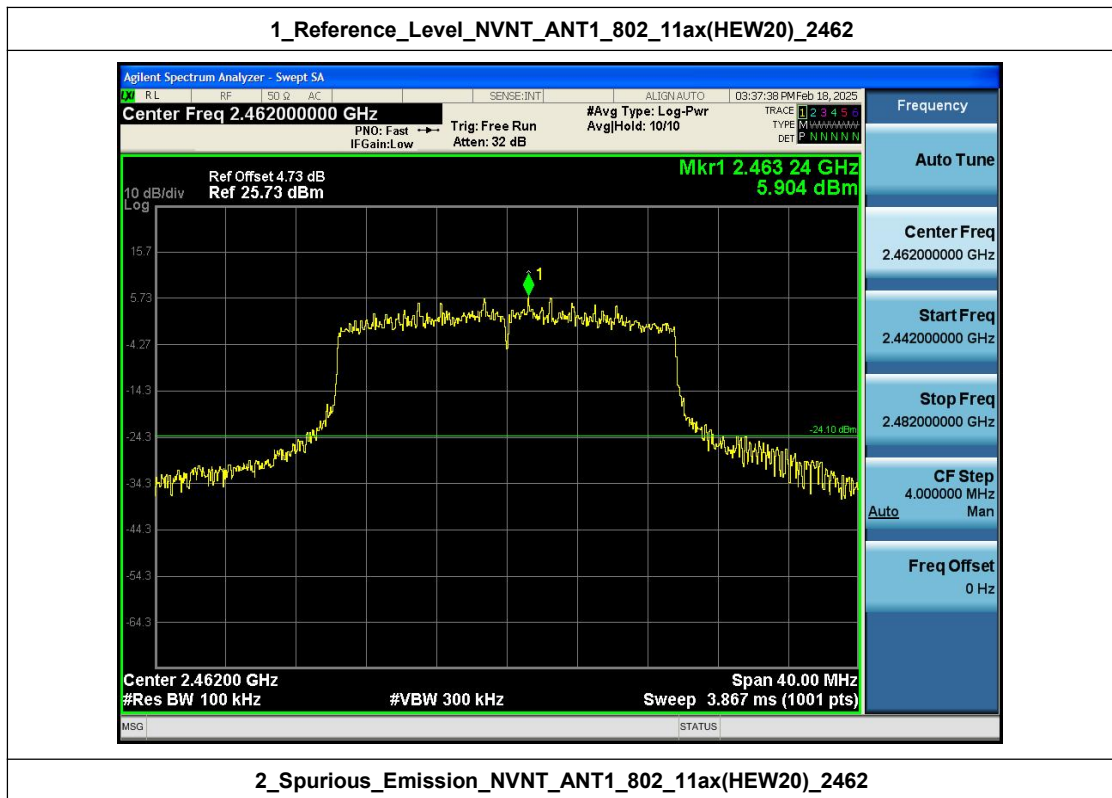 1_Reference_Level_NVNT_ANT1_802_11ax(HEW20)_2462
Agilent Spectrum Analyzer - Swept SA
LXI RL RF 50 Ω AC SENSE:INT ALIGN AUTO 03:37:38 PM Feb 18, 2025
Center Freq 2.462000000 GHz
PNO: Fast
IFGain:Low
Trig: Free Run
Atten: 32 dB
#Avg Type: Log-Pwr
Avg|Hold: 10/10
TRACE 1 2 3 4 5 6
TYPE M
DET P N N N N N
Mkr1 2.463 24 GHz
5.904 dBm
Ref Offset 4.73 dB
10 dB/div Ref 25.73 dBm
Log
15.7
5.73
-4.27
-14.3
-24.3
-34.3
-44.3
-54.3
-64.3
1
-24.10 dBm
Center 2.46200 GHz Span 40.00 MHz
#Res BW 100 kHz #VBW 300 kHz Sweep 3.867 ms (1001 pts)
MSG STATUS
Frequency
Auto Tune
Center Freq
2.462000000 GHz
Start Freq
2.442000000 GHz
Stop Freq
2.482000000 GHz
CF Step
4.000000 MHz
Auto Man
Freq Offset
0 Hz
2_Spurious_Emission_NVNT_ANT1_802_11ax(HEW20)_2462